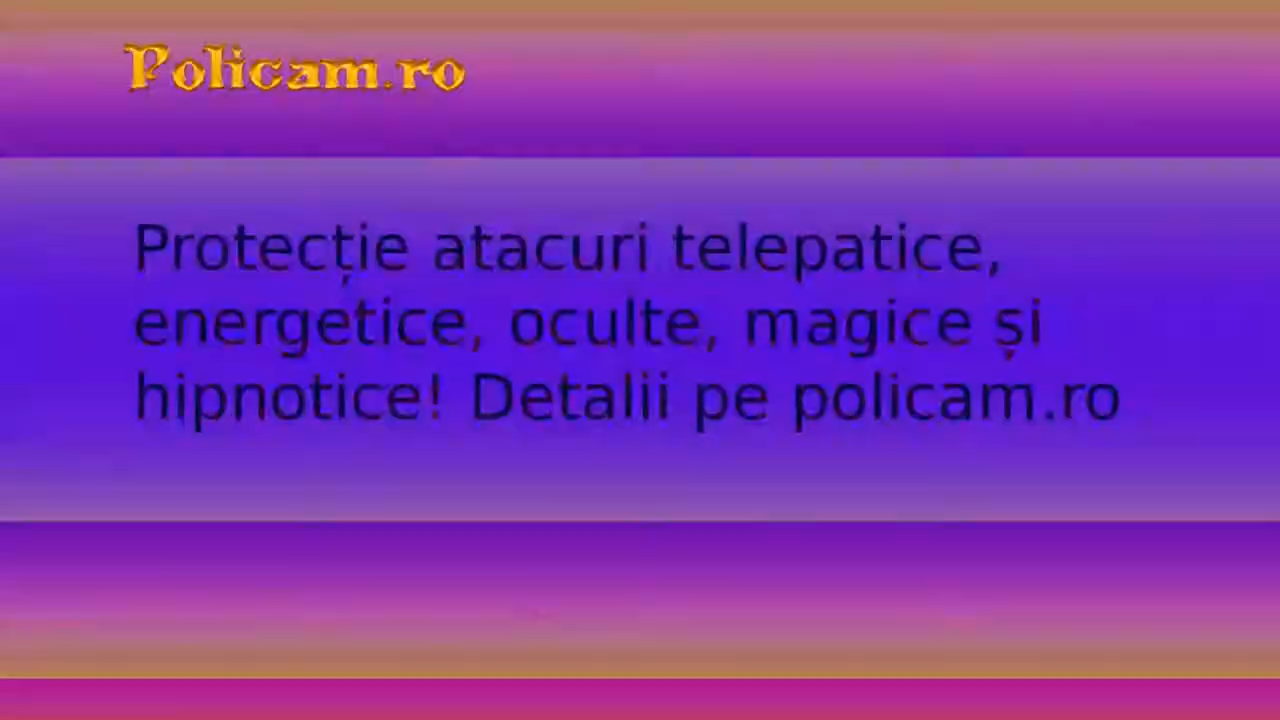 Policam.ro
Protecție atacuri telepatice,
energetice, oculte, magice și
hipnotice! Detalii pe policam.ro